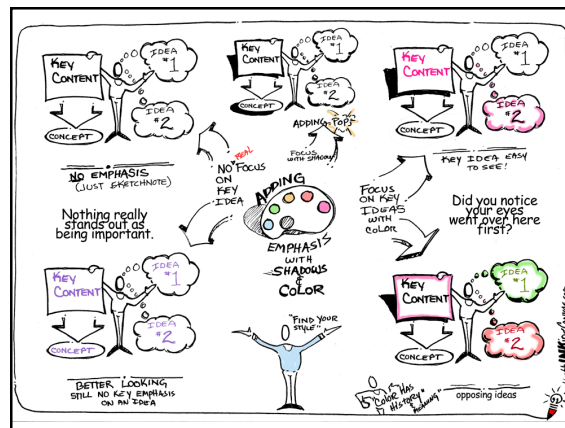 KEY
CONTENT
IDEA
#1
IDEA
#2
CONCEPT
NO EMPHASIS
(JUST SKETCHNOTE)
Nothing really
stands out as
being important.
KEY
CONTENT
IDEA
#1
IDEA
#2
CONCEPT
ADDING POP!
FOCUS
WITH SHADOW
REAL
NO FOCUS
ON
KEY
IDEA
KEY
CONTENT
IDEA
#1
IDEA
#2
CONCEPT
KEY IDEA EASY
TO SEE!
FOCUS
ON KEY
IDEAS
WITH
COLOR
Did you notice
your eyes
went over here
first?
ADDING
EMPHASIS
WITH
SHADOWS
&
COLOR
KEY
CONTENT
IDEA
#1
IDEA
#2
CONCEPT
BETTER LOOKING
STILL NO KEY EMPHASIS
ON AN IDEA
"FIND YOUR
STYLE"
KEY
CONTENT
IDEA
#1
IDEA
#2
CONCEPT
COLOR HAS
HISTORY & MEANING
opposing ideas